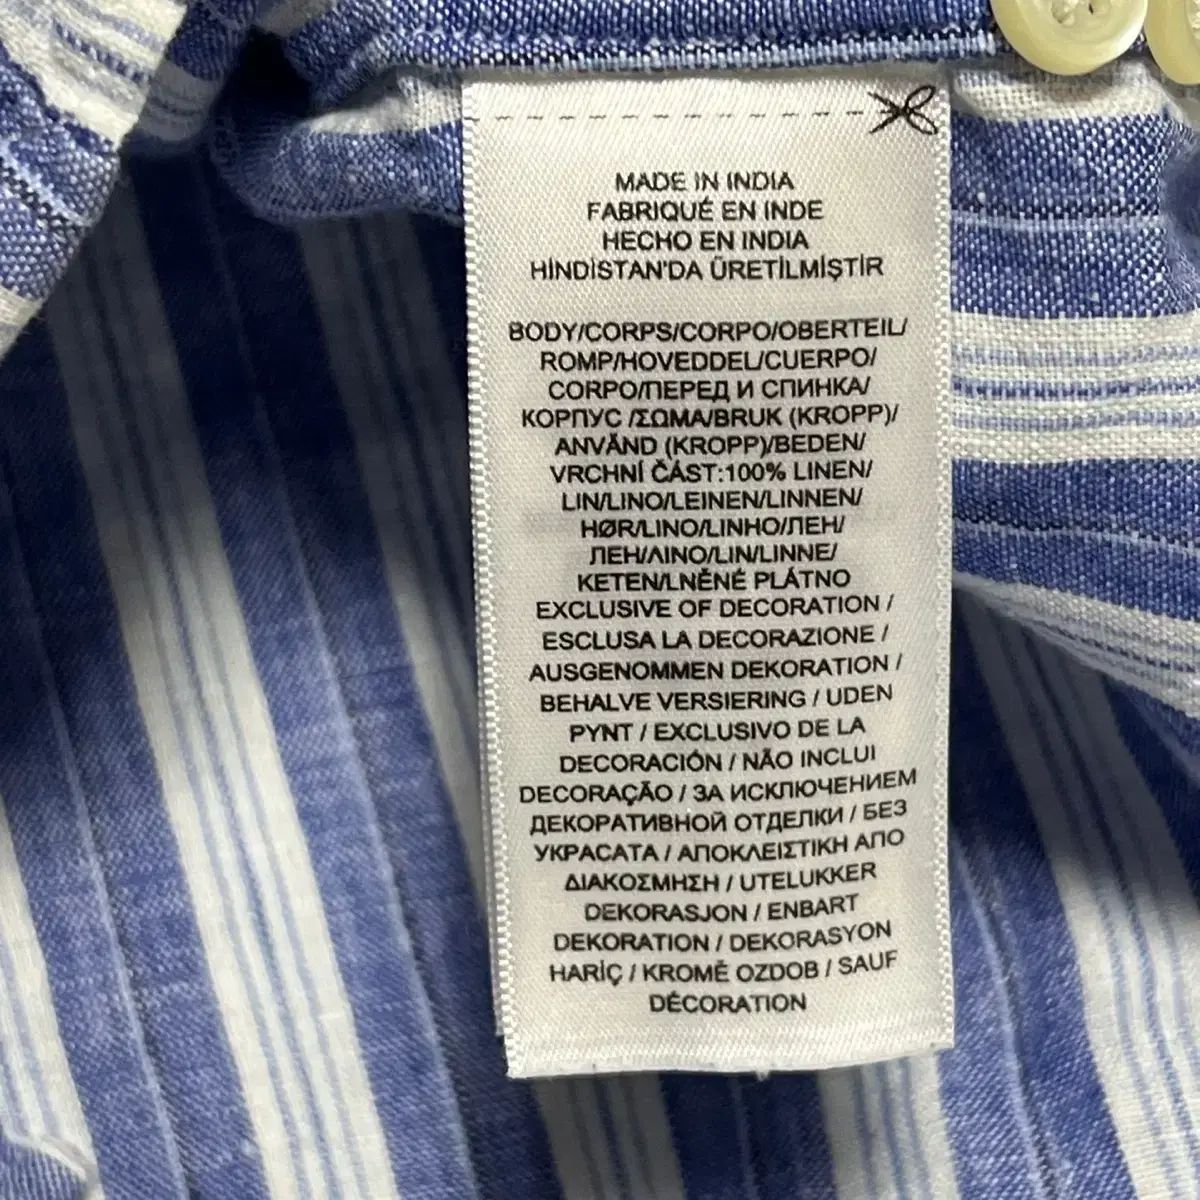 MADE IN INDIA
FABRIQUÉ EN INDE
HECHO EN INDIA
HİNDİSTAN'DA ÜRETİLMİŞTİR
BODY/CORPS/CORPO/OBERTEIL/
ROMP/HOVEDDEL/CUERPO/
CORPO/ПЕРЕД И СПИНКА/
КОРПУС /ΣΩΜΑ/BRUK (KROPP)/
ANVÄND (KROPP)/BEDEN/
VRCHNÍ ČÁST:100% LINEN/
LIN/LINO/LEINEN/LINNEN/
HØR/LINO/LINHO/ЛЕН/
ЛЕН/ΛΙΝΟ/LIN/LINNE/
KETEN/LNĚNÉ PLÁTNO
EXCLUSIVE OF DECORATION /
ESCLUSA LA DECORAZIONE /
AUSGENOMMEN DEKORATION /
BEHALVE VERSIERING / UDEN
PYNT / EXCLUSIVO DE LA
DECORACIÓN / NÃO INCLUI
DECORAÇÃO / ЗА ИСКЛЮЧЕНИЕМ
ДЕКОРАТИВНОЙ ОТДЕЛКИ / БЕЗ
УКРАСАТА / ΑΠΟΚΛΕΙΣΤΙΚΗ ΑΠΟ
ΔΙΑΚΟΣΜΗΣΗ / UTELUKKER
DEKORASJON / ENBART
DEKORATION / DEKORASYON
HARİÇ / KROMĚ OZDOB / SAUF
DÉCORATION